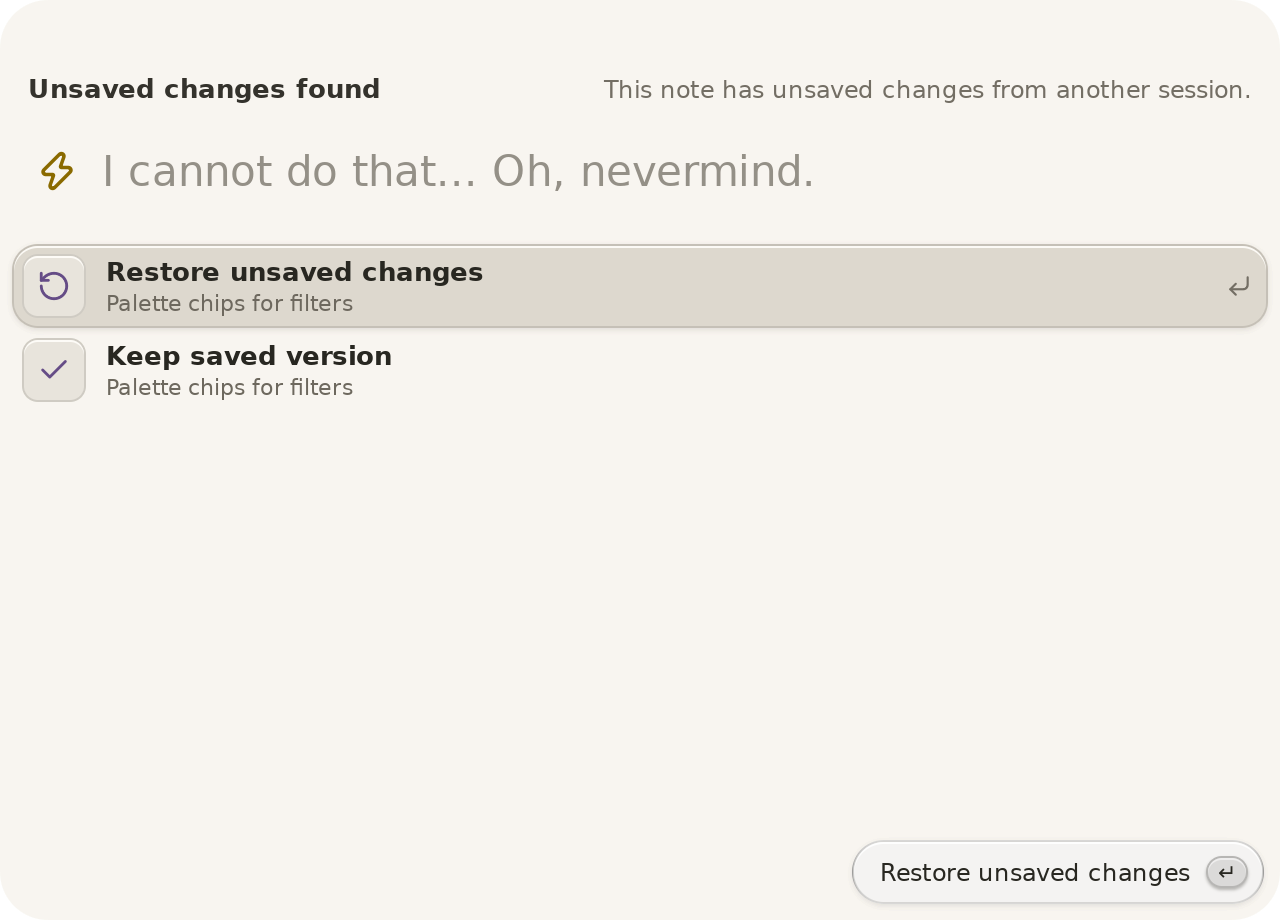 Unsaved changes found
This note has unsaved changes from another session.
I cannot do that... Oh, nevermind.
Restore unsaved changes
Palette chips for filters
Keep saved version
Palette chips for filters
Restore unsaved changes